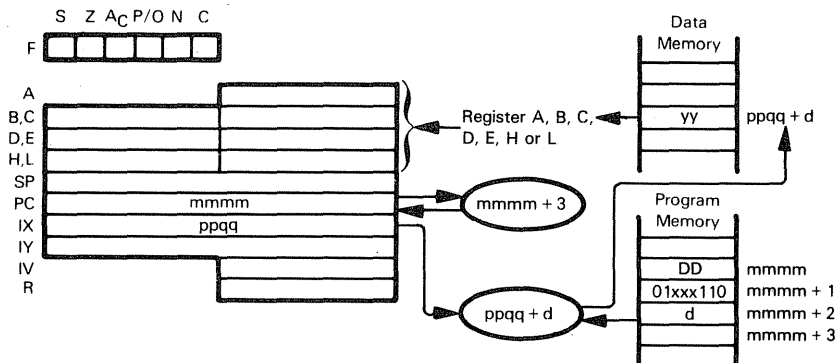 S Z AC P/O N C
F
A
B,C
D,E
H,L
SP
PC mmmm
IX ppqq
IY
IV
R
Register A, B, C,
D, E, H or L
mmmm + 3
ppqq + d
Data
Memory
yy ppqq + d
Program
Memory
DD mmmm
01xxx110 mmmm + 1
d mmmm + 2
mmmm + 3